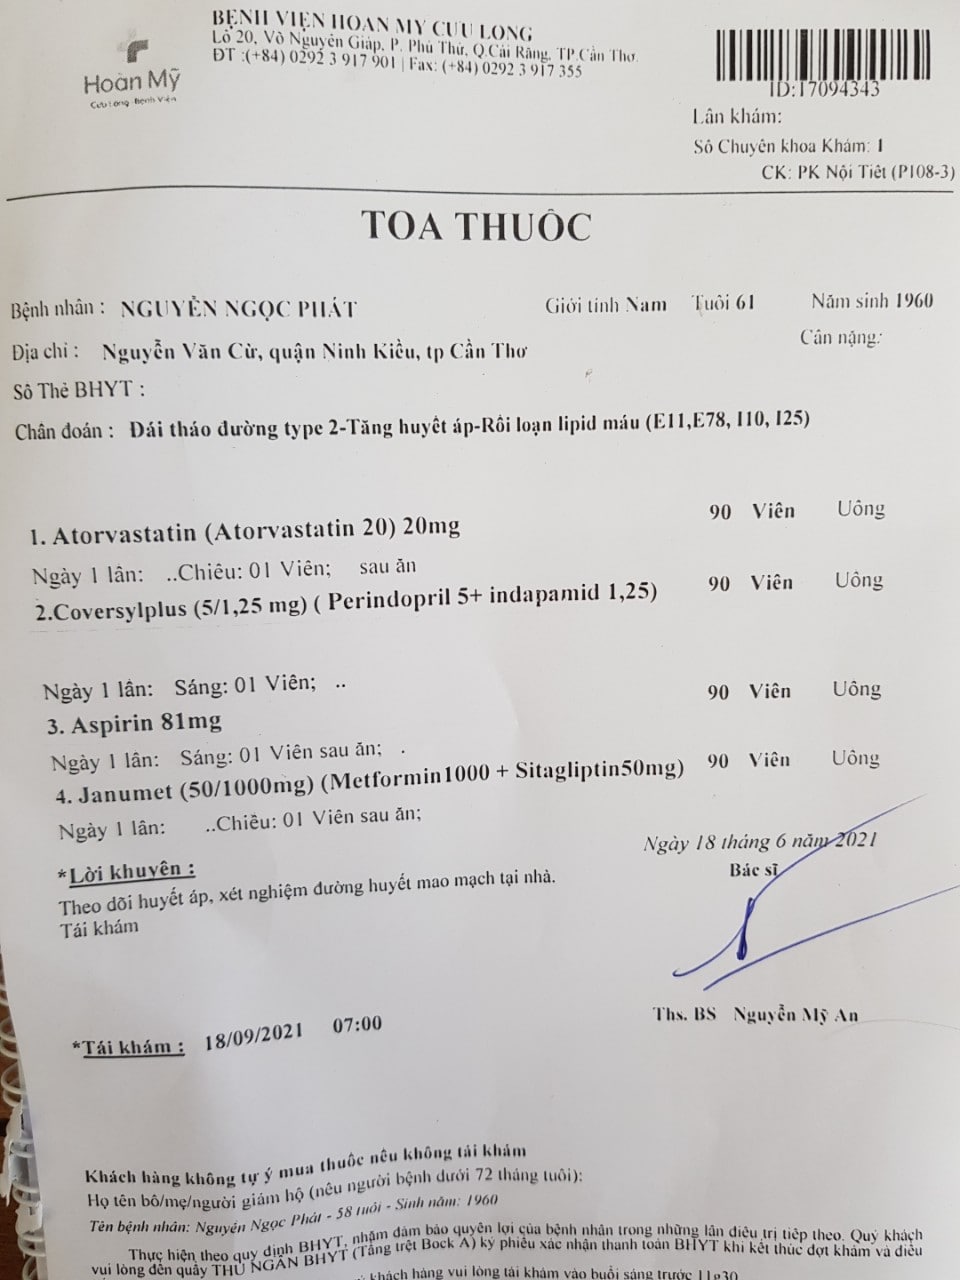 BỆNH VIỆN HOÀN MỸ CỬU LONG
Lô 20, Võ Nguyên Giáp, P. Phú Thứ, Q.Cái Răng, TP.Cần Thơ.
ĐT :(+84) 0292 3 917 901 | Fax: (+84) 0292 3 917 355
Hoàn Mỹ
Cửu Long Bệnh Viện
ID:17094343
Lần khám:
Số Chuyên khoa Khám: 1
CK: PK Nội Tiết (P108-3)
TOA THUỐC
Bệnh nhân : NGUYỄN NGỌC PHÁT Giới tính Nam Tuổi 61 Năm sinh 1960
Địa chỉ : Nguyễn Văn Cừ, quận Ninh Kiều, tp Cần Thơ Cân nặng:
Số Thẻ BHYT :
Chẩn đoán : Đái tháo đường type 2-Tăng huyết áp-Rối loạn lipid máu (E11,E78, I10, I25)
1. Atorvastatin (Atorvastatin 20) 20mg 90 Viên Uống
Ngày 1 lần: ..Chiều: 01 Viên; sau ăn
2.Coversylplus (5/1,25 mg) ( Perindopril 5+ indapamid 1,25) 90 Viên Uống
Ngày 1 lần: Sáng: 01 Viên; ..
3. Aspirin 81mg 90 Viên Uống
Ngày 1 lần: Sáng: 01 Viên sau ăn; .
4. Janumet (50/1000mg) (Metformin1000 + Sitagliptin50mg) 90 Viên Uống
Ngày 1 lần: ..Chiều: 01 Viên sau ăn;
*Lời khuyên :
Theo dõi huyết áp, xét nghiệm đường huyết mao mạch tại nhà.
Tái khám
Ngày 18 tháng 6 năm 2021
Bác sĩ
Ths. BS Nguyễn Mỹ An
*Tái khám : 18/09/2021 07:00
Khách hàng không tự ý mua thuốc nếu không tái khám
Họ tên bố/mẹ/người giám hộ (nếu người bệnh dưới 72 tháng tuổi):
Tên bệnh nhân: Nguyễn Ngọc Phát - 58 tuổi - Sinh năm: 1960
Thực hiện theo quy định BHYT, nhằm đảm bảo quyền lợi của bệnh nhân trong những lần điều trị tiếp theo. Quý khách
vui lòng đến quầy THU NGÂN BHYT (Tầng trệt Bock A) ký phiếu xác nhận thanh toán BHYT khi kết thúc đợt khám và điều
khách hàng vui lòng tái khám vào buổi sáng trước 11g30